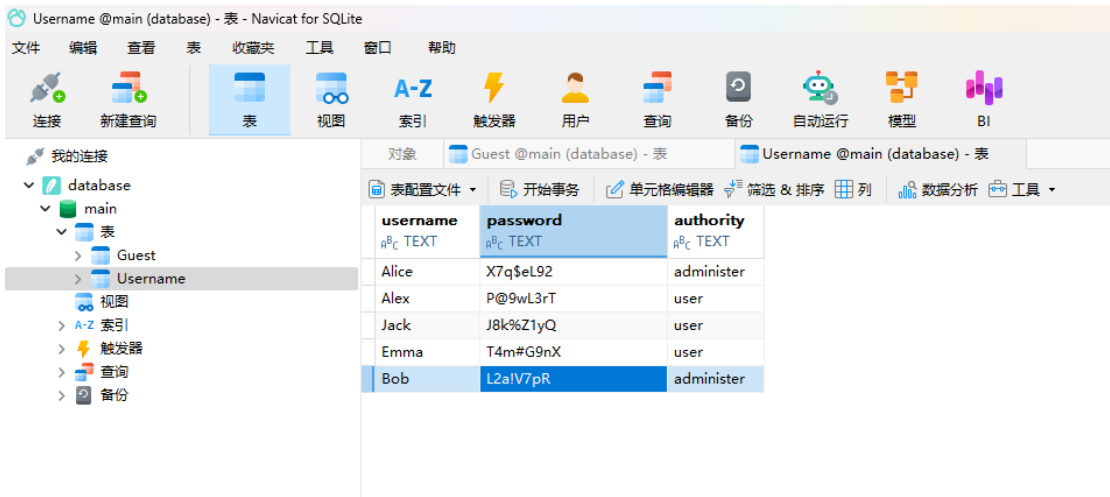 Username @main (database) - 表 - Navicat for SQLite
文件 编辑 查看 表 收藏夹 工具 窗口 帮助
A-Z
连接 新建查询 表 视图 索引 触发器 用户 查询 备份 自动运行 模型 BI
我的连接
对象 Guest @main (database) - 表 Username @main (database) - 表
database
表配置文件 开始事务 单元格编辑器 筛选 & 排序 列 数据分析 工具
main
表
Guest
Username
视图
A-Z 索引
触发器
查询
备份
username password authority
ABC TEXT ABC TEXT ABC TEXT
Alice X7q$eL92 administer
Alex P@9wL3rT user
Jack J8k%Z1yQ user
Emma T4m#G9nX user
Bob L2a!V7pR administer